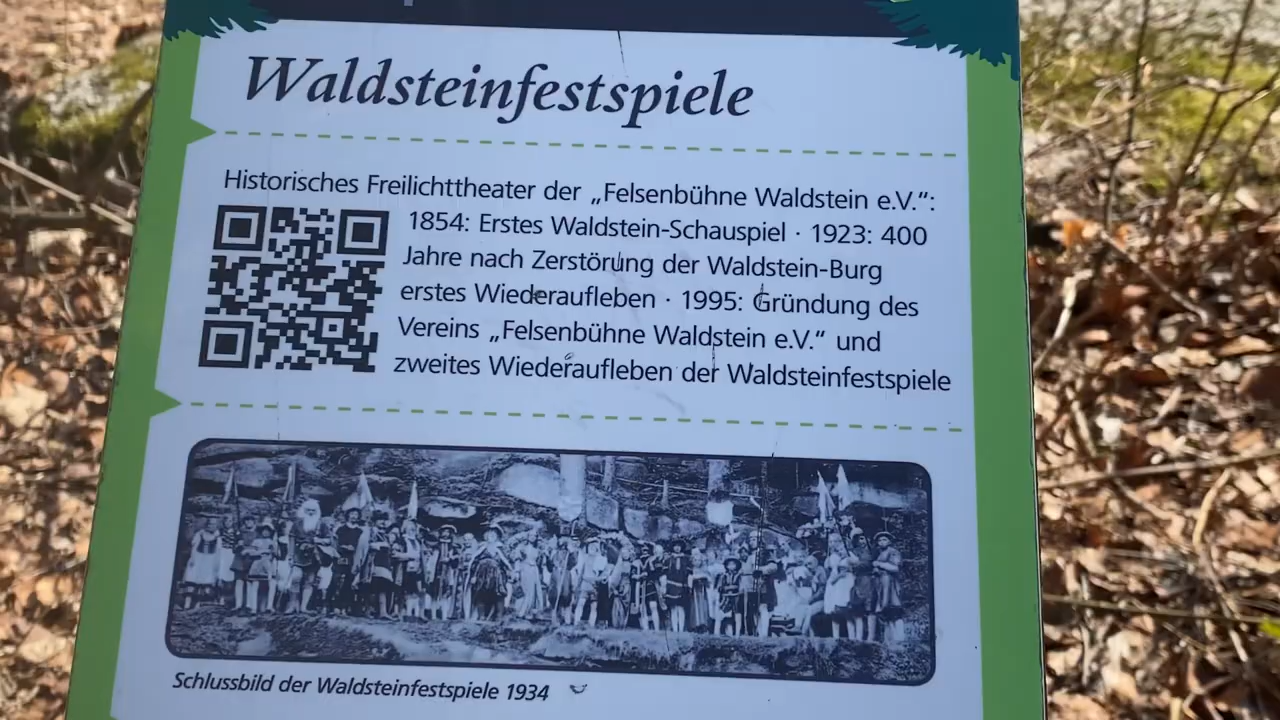 Waldsteinfestspiele
Historisches Freilichttheater der „Felsenbühne Waldstein e.V.“:
1854: Erstes Waldstein-Schauspiel · 1923: 400
Jahre nach Zerstörung der Waldstein-Burg
erstes Wiederaufleben · 1995: Gründung des
Vereins „Felsenbühne Waldstein e.V.“ und
zweites Wiederaufleben der Waldsteinfestspiele
Schlussbild der Waldsteinfestspiele 1934